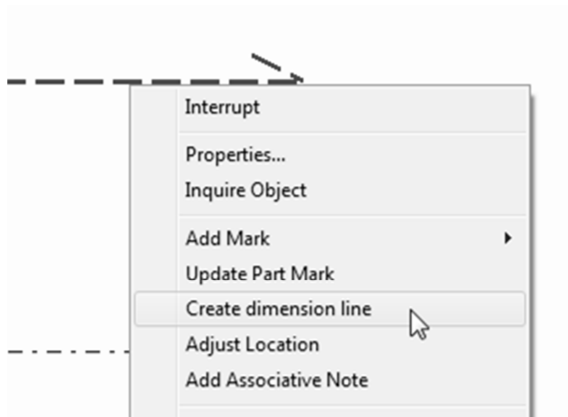 Interrupt
Properties...
Inquire Object
Add Mark
Update Part Mark
Create dimension line
Adjust Location
Add Associative Note